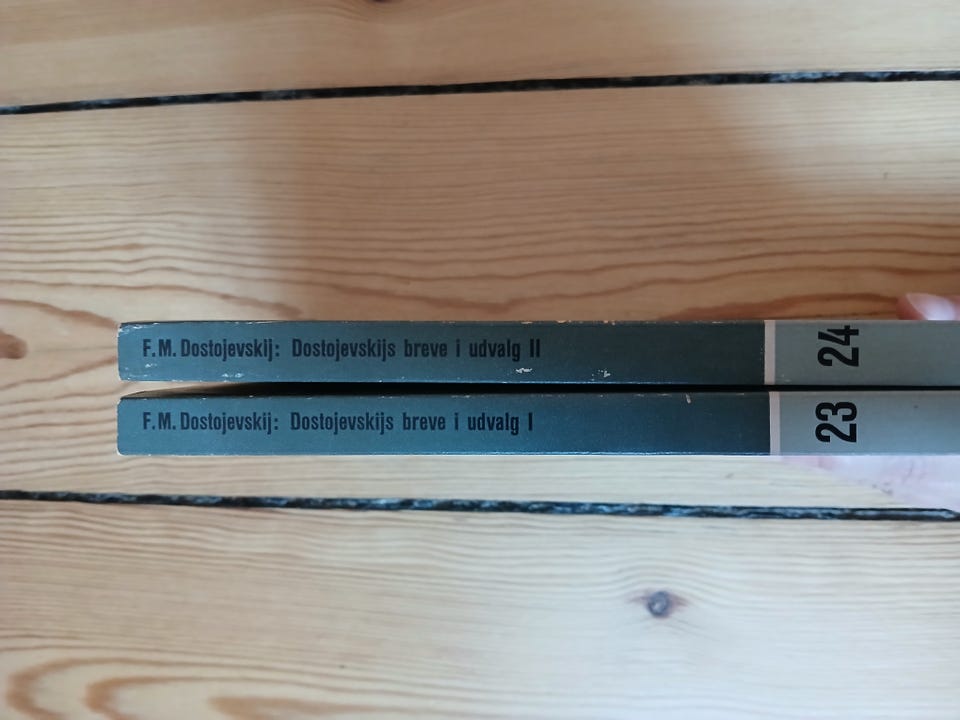 F. M. Dostojevskij: Dostojevskijs breve i udvalg II
24
F. M. Dostojevskij: Dostojevskijs breve i udvalg I
23